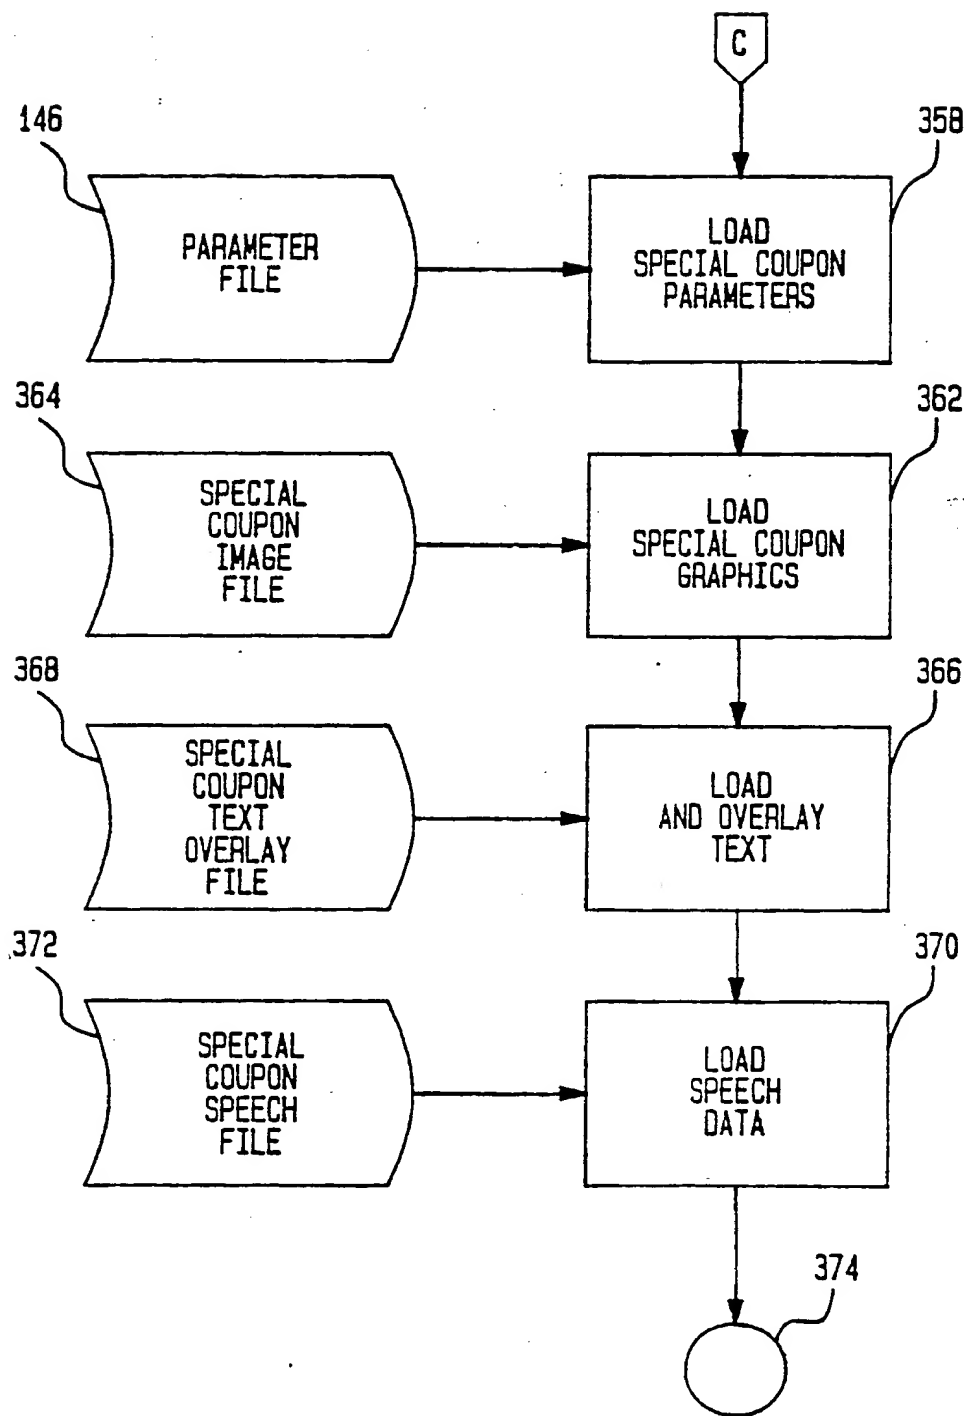 C
146
358
PARAMETER
FILE
LOAD
SPECIAL COUPON
PARAMETERS
364
362
SPECIAL
COUPON
IMAGE
FILE
LOAD
SPECIAL COUPON
GRAPHICS
368
366
SPECIAL
COUPON
TEXT
OVERLAY
FILE
LOAD
AND OVERLAY
TEXT
372
370
SPECIAL
COUPON
SPEECH
FILE
LOAD
SPEECH
DATA
374